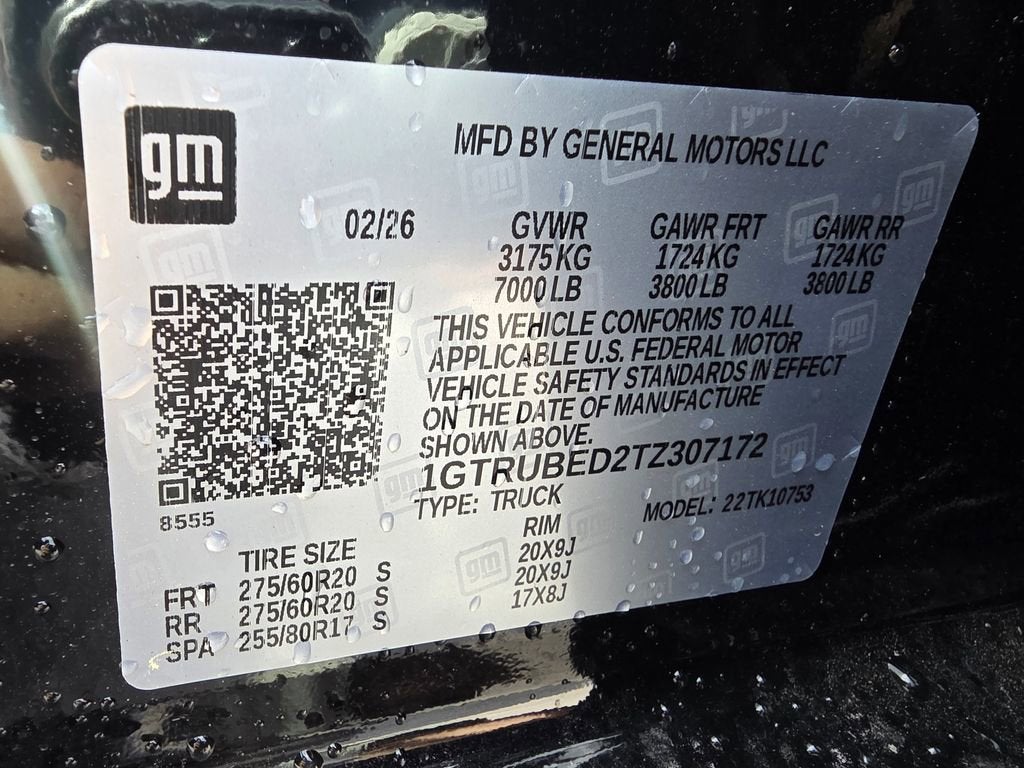 gm
MFD BY GENERAL MOTORS LLC
02/26 GVWR GAWR FRT GAWR RR
3175 KG 1724 KG 1724 KG
7000 LB 3800 LB 3800 LB
THIS VEHICLE CONFORMS TO ALL
APPLICABLE U.S. FEDERAL MOTOR
VEHICLE SAFETY STANDARDS IN EFFECT
ON THE DATE OF MANUFACTURE
SHOWN ABOVE.
1GTRUBED2TZ307172
TYPE: TRUCK MODEL: 22TK10753
8555
TIRE SIZE RIM
FRT 275/60R20 S 20X9J
RR 275/60R20 S 20X9J
SPA 255/80R17 S 17X8J